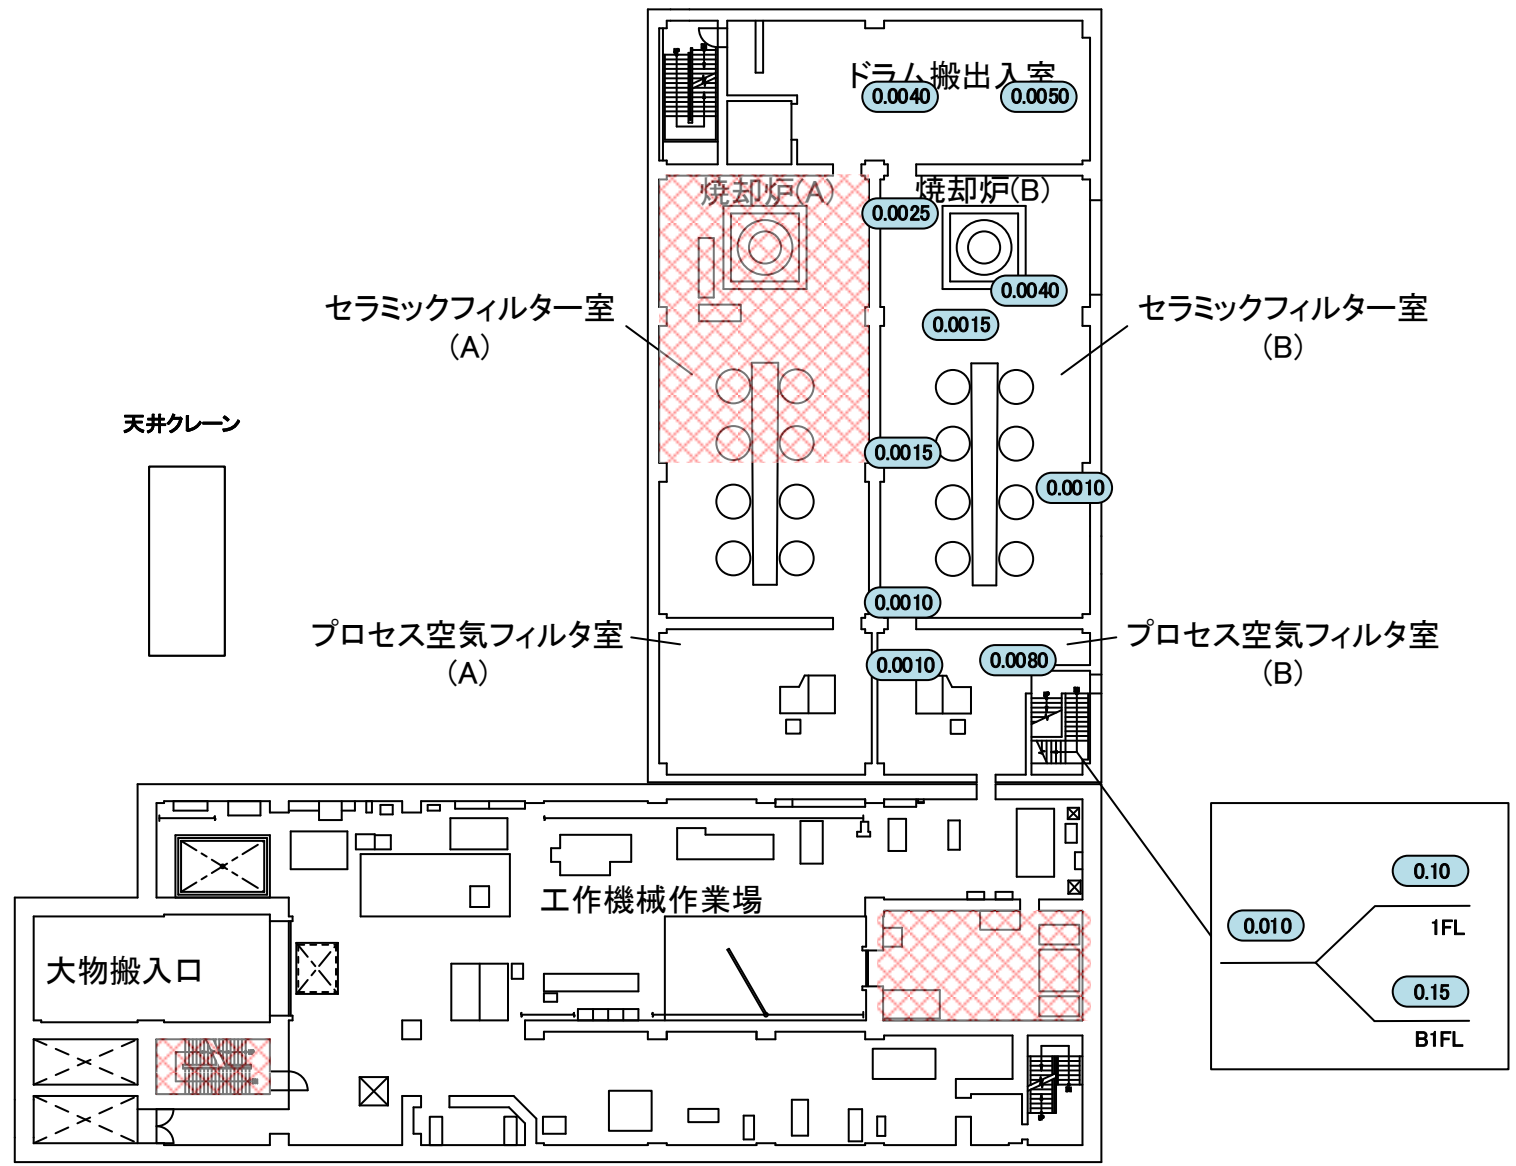 ドラム搬出入室
0.0040
0.0050
焼却炉(A)
焼却炉(B)
0.0025
0.0040
セラミックフィルター室
(A)
0.0015
セラミックフィルター室
(B)
天井クレーン
0.0015
0.0010
0.0010
プロセス空気フィルタ室
(A)
0.0010
0.0080
プロセス空気フィルタ室
(B)
工作機械作業場
大物搬入口
0.10
0.010
1FL
0.15
B1FL